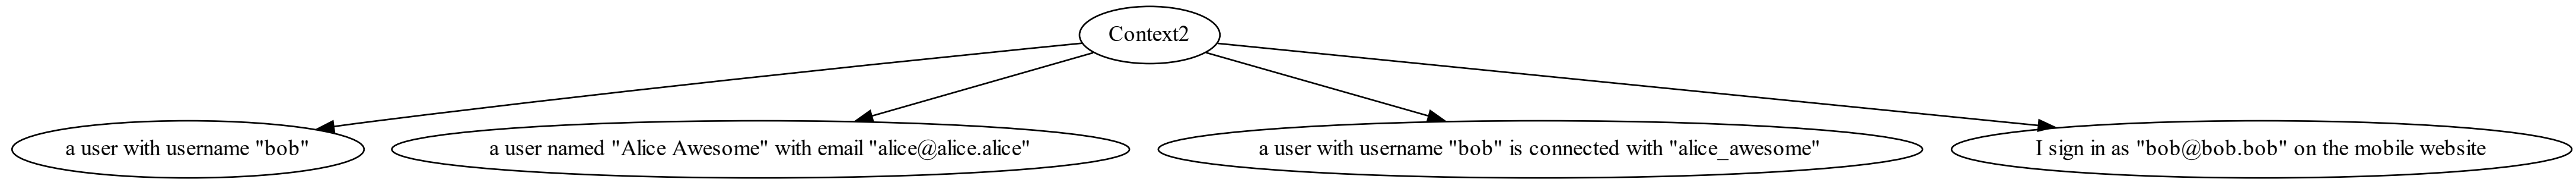 Context2
a user with username "bob"
a user named "Alice Awesome" with email "alice@alice.alice"
a user with username "bob" is connected with "alice_awesome"
I sign in as "bob@bob.bob" on the mobile website